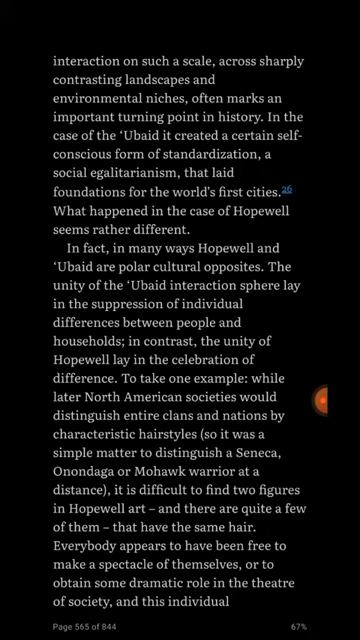 interaction on such a scale, across sharply
contrasting landscapes and
environmental niches, often marks an
important turning point in history. In the
case of the ‘Ubaid it created a certain self-
conscious form of standardization, a
social egalitarianism, that laid
foundations for the world’s first cities.26
What happened in the case of Hopewell
seems rather different.
In fact, in many ways Hopewell and
‘Ubaid are polar cultural opposites. The
unity of the ‘Ubaid interaction sphere lay
in the suppression of individual
differences between people and
households; in contrast, the unity of
Hopewell lay in the celebration of
difference. To take one example: while
later North American societies would
distinguish entire clans and nations by
characteristic hairstyles (so it was a
simple matter to distinguish a Seneca,
Onondaga or Mohawk warrior at a
distance), it is difficult to find two figures
in Hopewell art – and there are quite a few
of them – that have the same hair.
Everybody appears to have been free to
make a spectacle of themselves, or to
obtain some dramatic role in the theatre
of society, and this individual
Page 565 of 844 67%